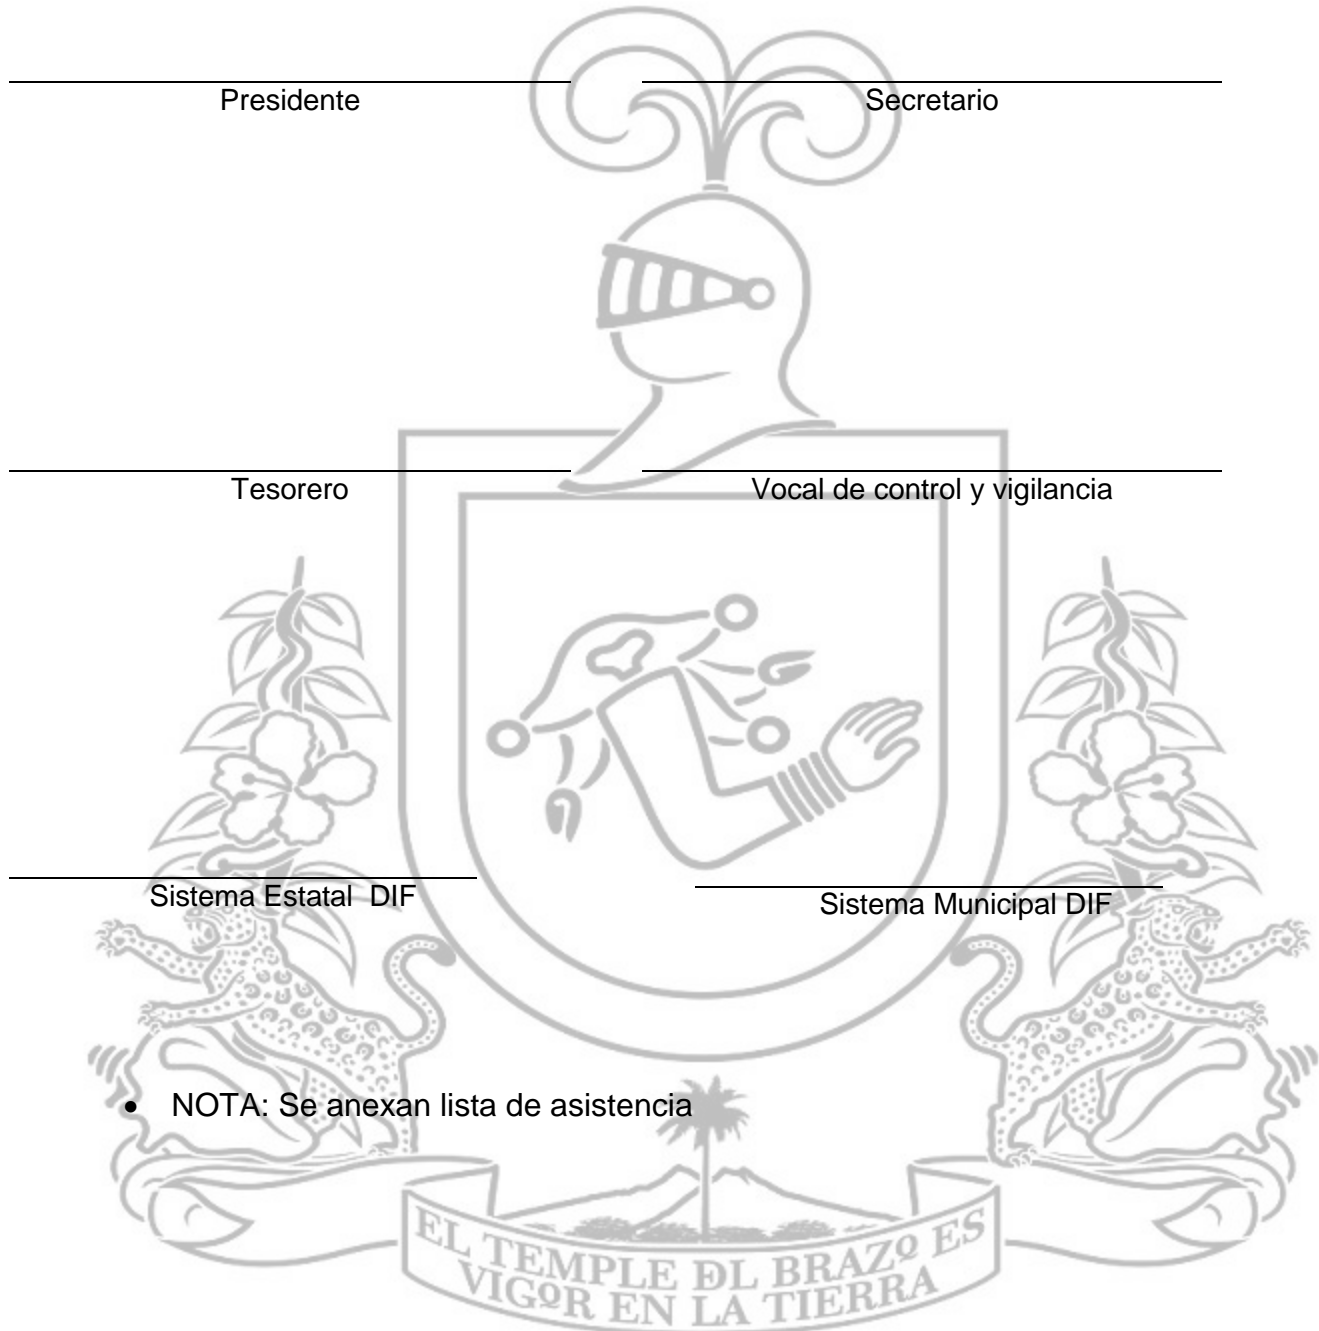 Presidente
Secretario
Tesorero
Vocal de control y vigilancia
Sistema Estatal  DIF
Sistema Municipal DIF
• NOTA: Se anexan lista de asistencia
EL TEMPLE ĐL BRAZº ES
VIGºR EN LA TIERRA